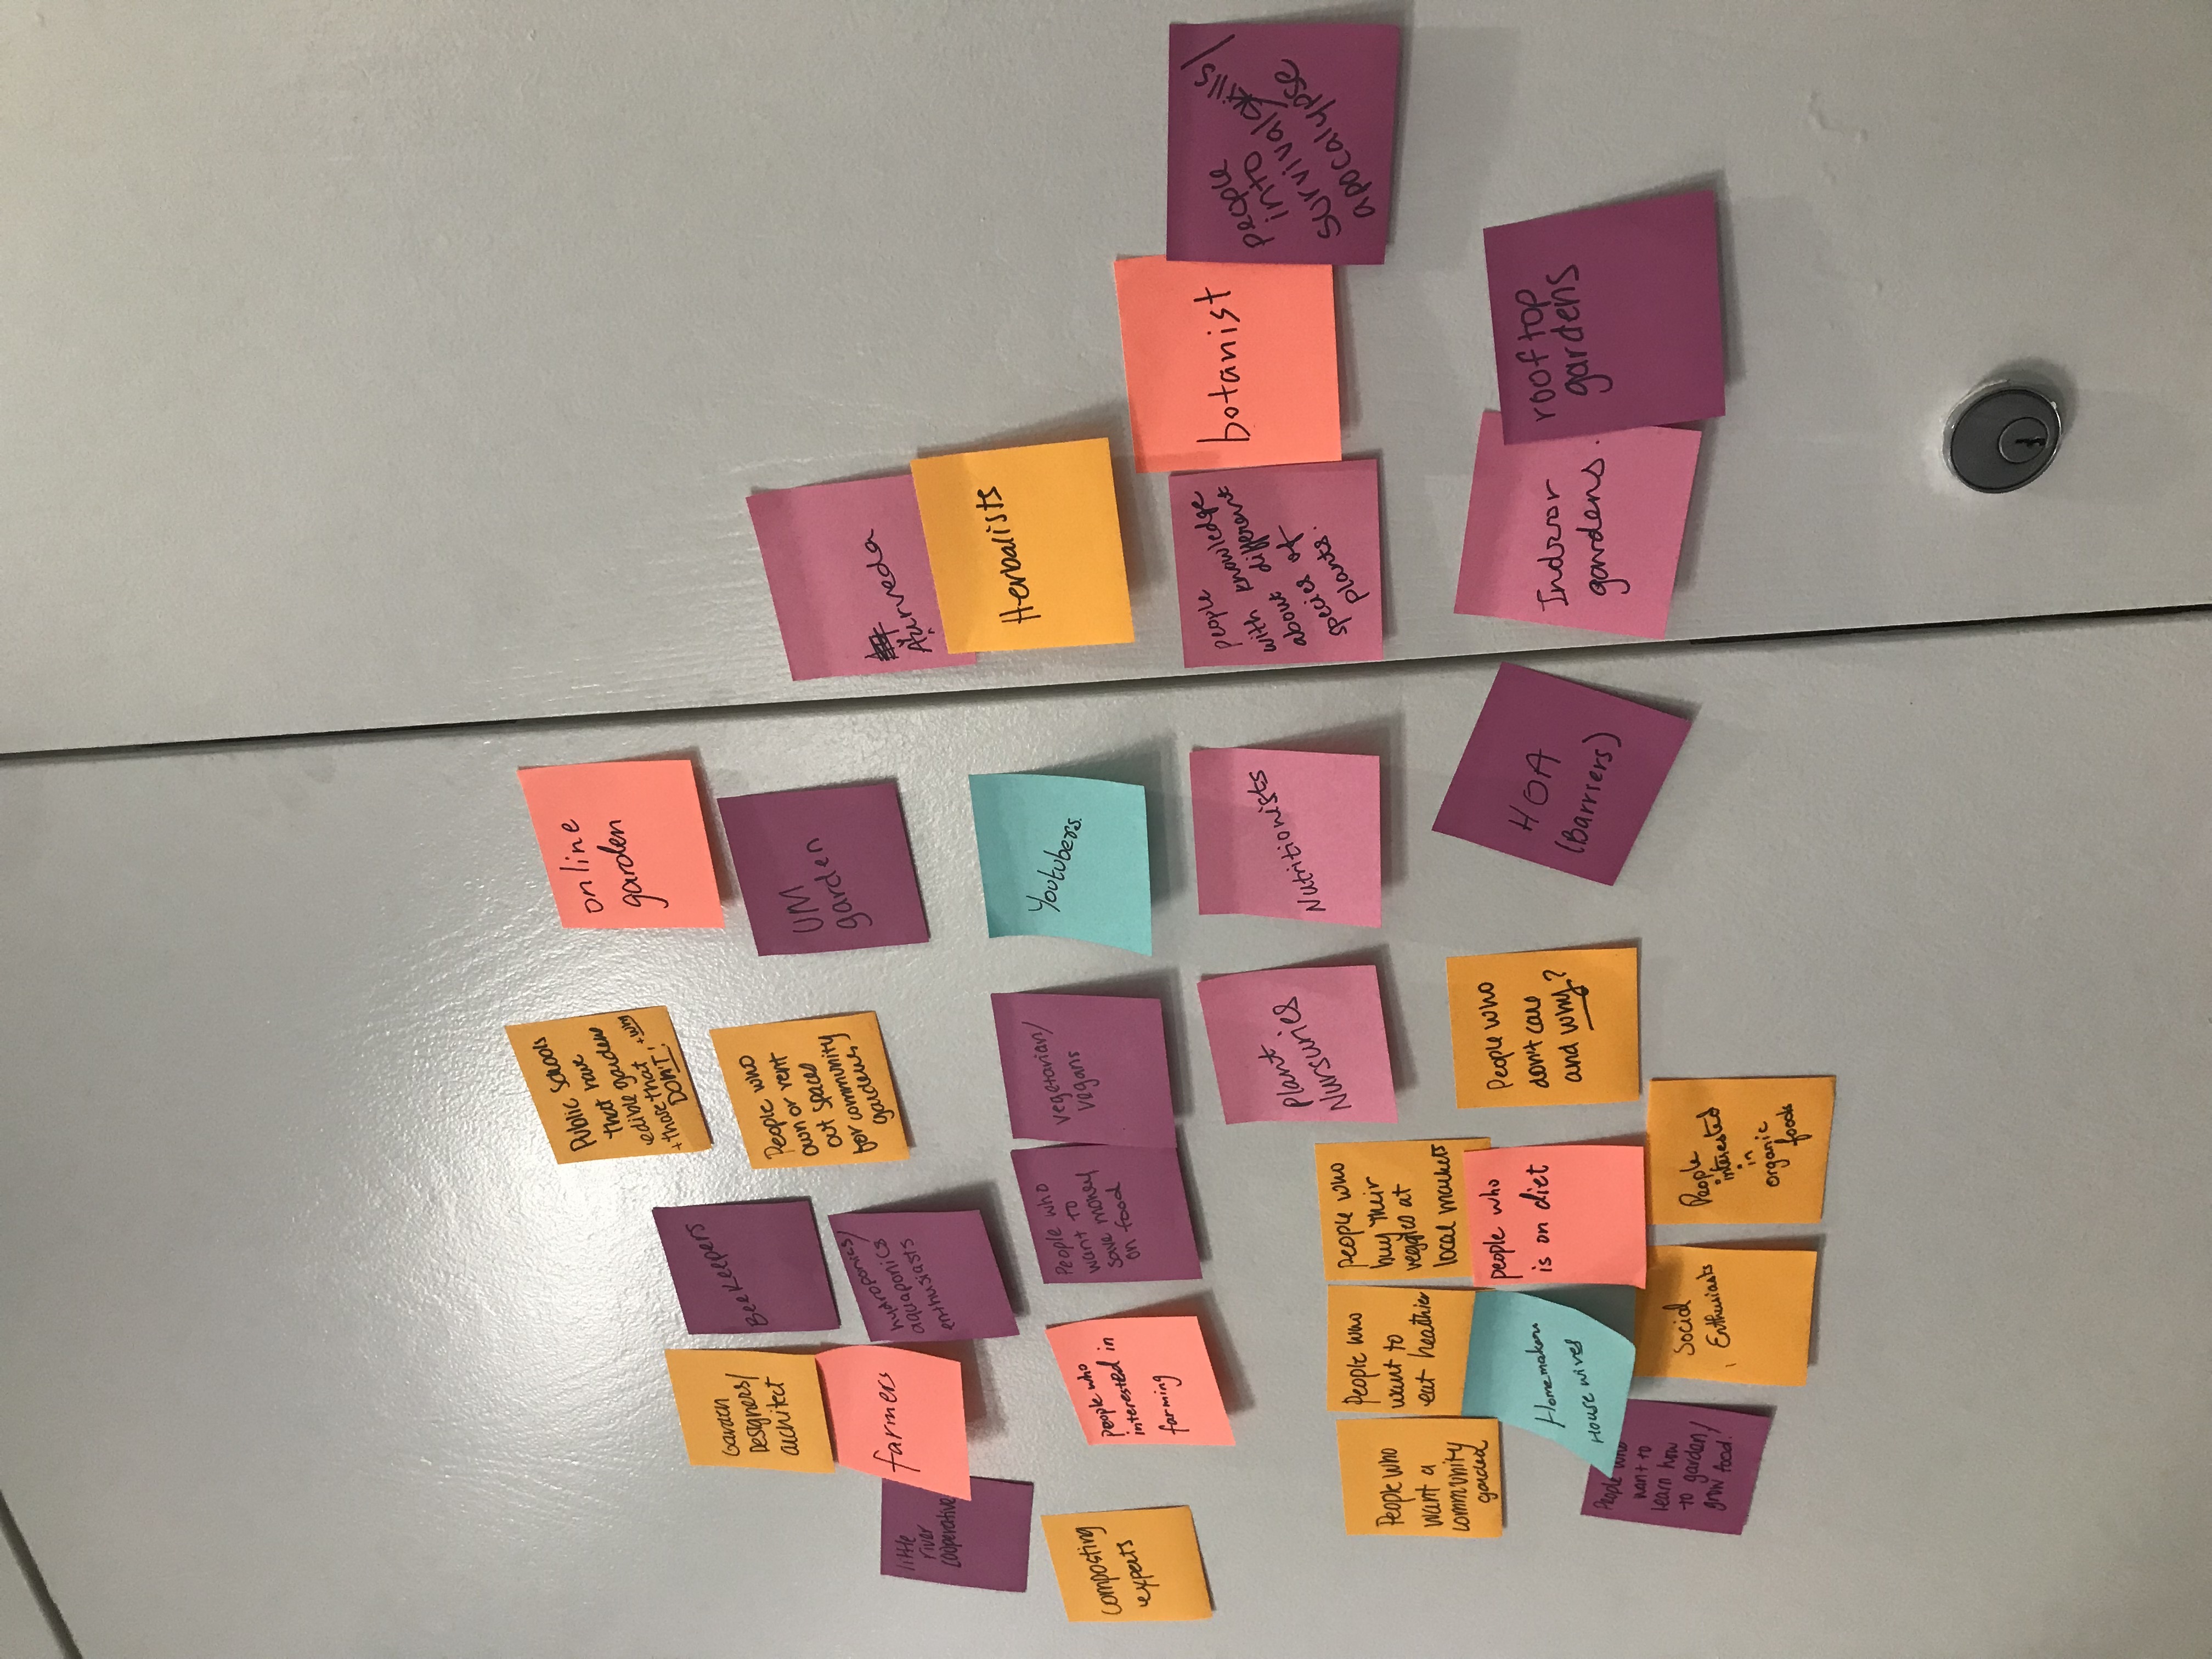 Public Schools
that have
edible gardens
+ those that + why
DON'T!
online
garden
Garden
Designers/
architect
BeeKeepers
People who
own or rent
out spaces
for community
gardens
UM
garden
little
river
cooperative
farmers
hydroponics/
aquaponics
enthusiasts
Ayurveda
Herbalists
composting
experts
people who
interested in
farming
People who
want to
save money
on food
vegetarian/
vegans
Youtubers.
Plant
Nursuries
Nutritionists
people
with knowledge
about different
species of
plants.
botanist
people
into
survival skills/
apocalypse
People who
want a
community
garden
People who
want to
eat healthier
People who
buy their
veggies at
local markets
Homemakers
House wives
people who
is on diet
People who
don't care
and why?
HOA
(Barriers)
Indoor
gardens.
rooftop
gardens
People who
want to
learn how
to garden/
grow food.
Social
Enthusiasts
People
interested
in
organic
foods